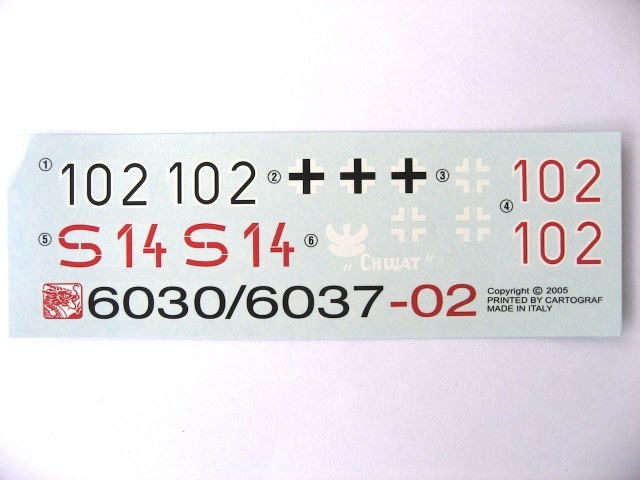 ① 102 102 ② ③ 102
④ 102
⑤ S 14 S 14 ⑥ „CHWAT"
6030/6037-02
Copyright © 2005
PRINTED BY CARTOGRAF
MADE IN ITALY